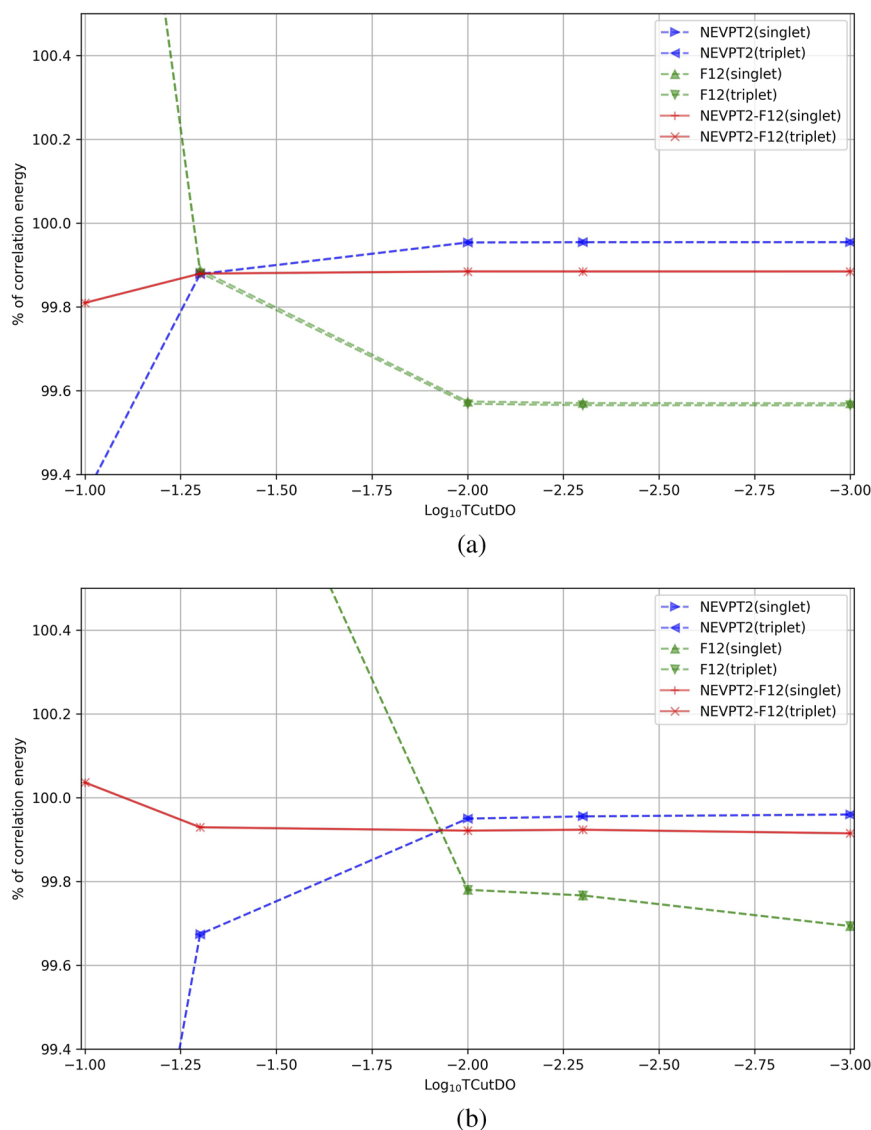 100.4
100.2
100.0
99.8
99.6
99.4
% of correlation energy
NEVPT2(singlet)
NEVPT2(triplet)
F12(singlet)
F12(triplet)
NEVPT2-F12(singlet)
NEVPT2-F12(triplet)
−1.00 −1.25 −1.50 −1.75 −2.00 −2.25 −2.50 −2.75 −3.00
Log₁₀TCutDO
(a)
100.4
100.2
100.0
99.8
99.6
99.4
% of correlation energy
NEVPT2(singlet)
NEVPT2(triplet)
F12(singlet)
F12(triplet)
NEVPT2-F12(singlet)
NEVPT2-F12(triplet)
−1.00 −1.25 −1.50 −1.75 −2.00 −2.25 −2.50 −2.75 −3.00
Log₁₀TCutDO
(b)